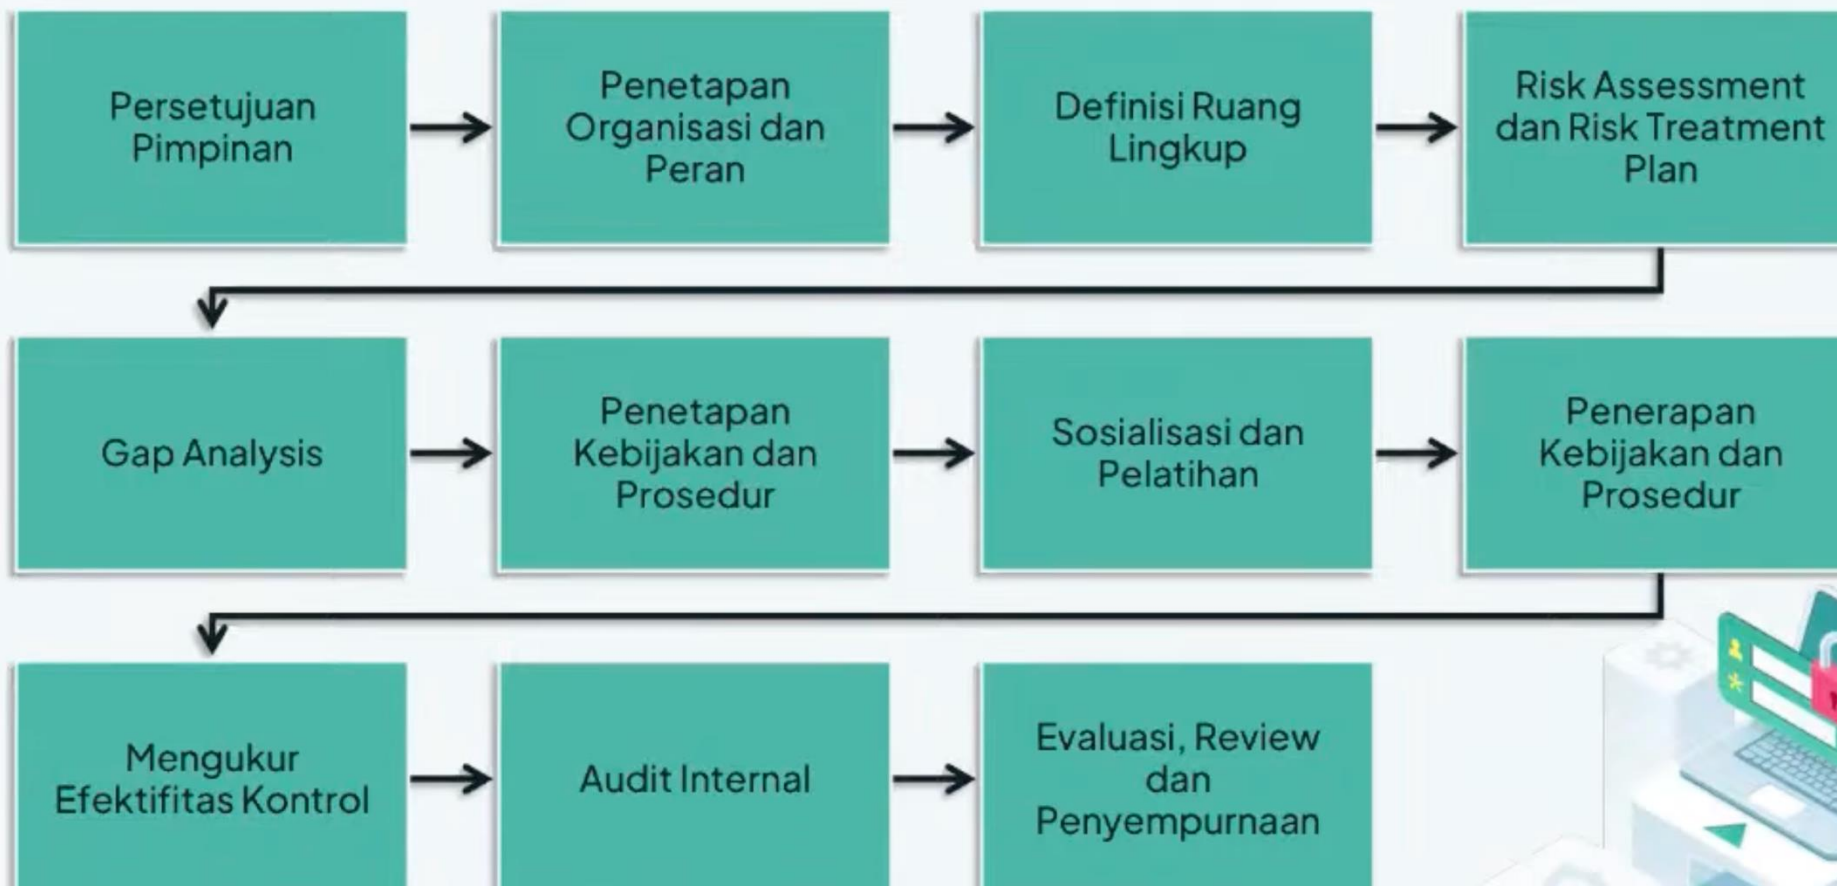 Persetujuan
Pimpinan
Penetapan
Organisasi dan
Peran
Definisi Ruang
Lingkup
Risk Assessment
dan Risk Treatment
Plan
Gap Analysis
Penetapan
Kebijakan dan
Prosedur
Sosialisasi dan
Pelatihan
Penerapan
Kebijakan dan
Prosedur
Mengukur
Efektifitas Kontrol
Audit Internal
Evaluasi, Review
dan
Penyempurnaan